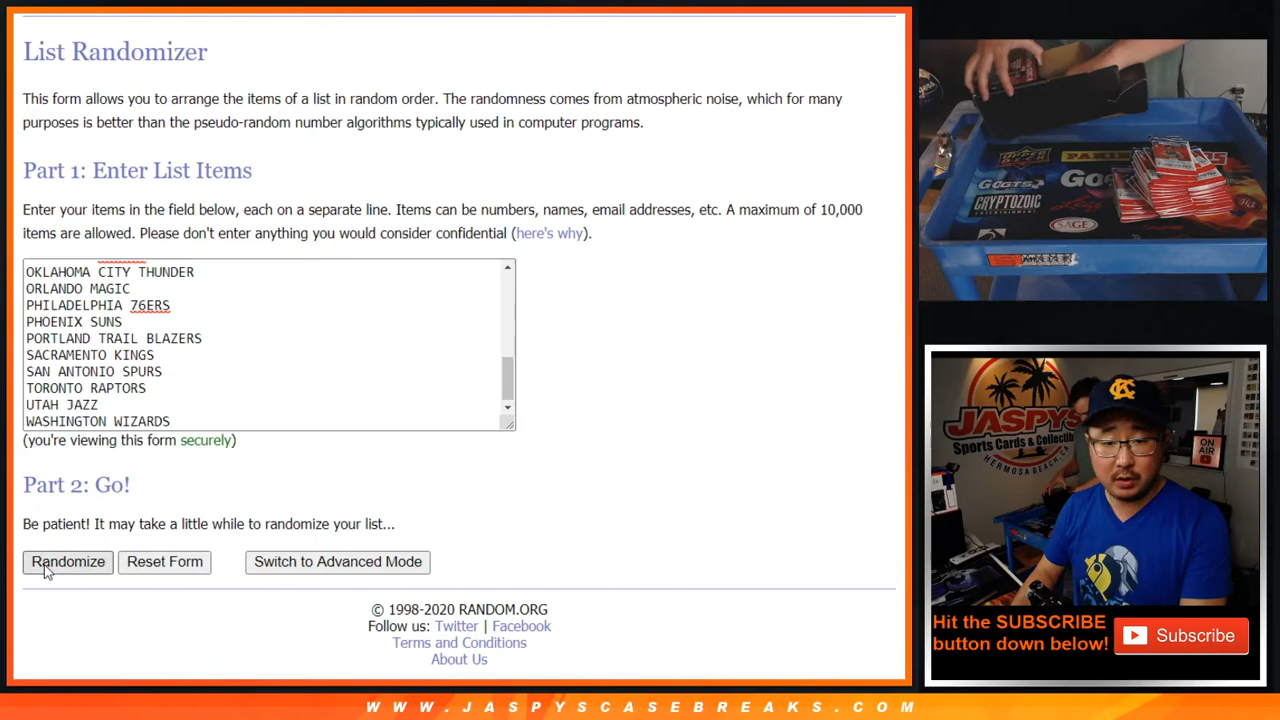 List Randomizer
This form allows you to arrange the items of a list in random order. The randomness comes from atmospheric noise, which for many
purposes is better than the pseudo-random number algorithms typically used in computer programs.
Part 1: Enter List Items
Enter your items in the field below, each on a separate line. Items can be numbers, names, email addresses, etc. A maximum of 10,000
items are allowed. Please don't enter anything you would consider confidential (here's why).
OKLAHOMA CITY THUNDER
ORLANDO MAGIC
PHILADELPHIA 76ERS
PHOENIX SUNS
PORTLAND TRAIL BLAZERS
SACRAMENTO KINGS
SAN ANTONIO SPURS
TORONTO RAPTORS
UTAH JAZZ
WASHINGTON WIZARDS
(you're viewing this form securely)
Part 2: Go!
Be patient! It may take a little while to randomize your list...
Randomize
Reset Form
Switch to Advanced Mode
© 1998-2020 RANDOM.ORG
Follow us: Twitter | Facebook
Terms and Conditions
About Us
UPPER DECK
PANINI
GOGTS
GO
CRYPTOZOIC
ENTERTAINMENT
Leaf
SAGE
JASPY'S
Sports Cards & Collectib
HERMOSA BEACH, CA
ON
AIR
KC
Hit the SUBSCRIBE
button down below!
Subscribe
WWW.JASPYSCASEBREAKS.COM